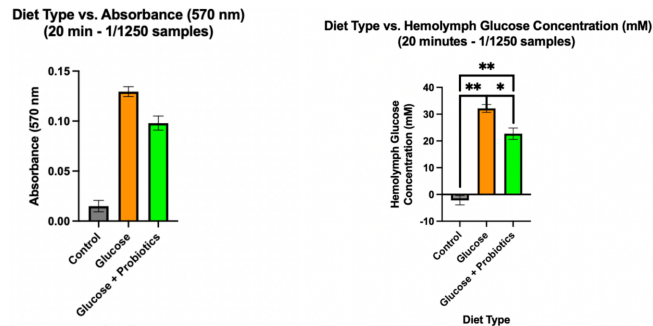 Diet Type vs. Absorbance (570 nm)
(20 min - 1/1250 samples)
Absorbance (570 nm
0.15
0.10
0.05
0.00
Control
Glucose
Glucose + Probiotics
Diet Type vs. Hemolymph Glucose Concentration (mM)
(20 minutes - 1/1250 samples)
Hemolymph Glucose
Concentration (mM)
**
** *
40
30
20
10
0
-10
Control
Glucose
Glucose + Probiotics
Diet Type